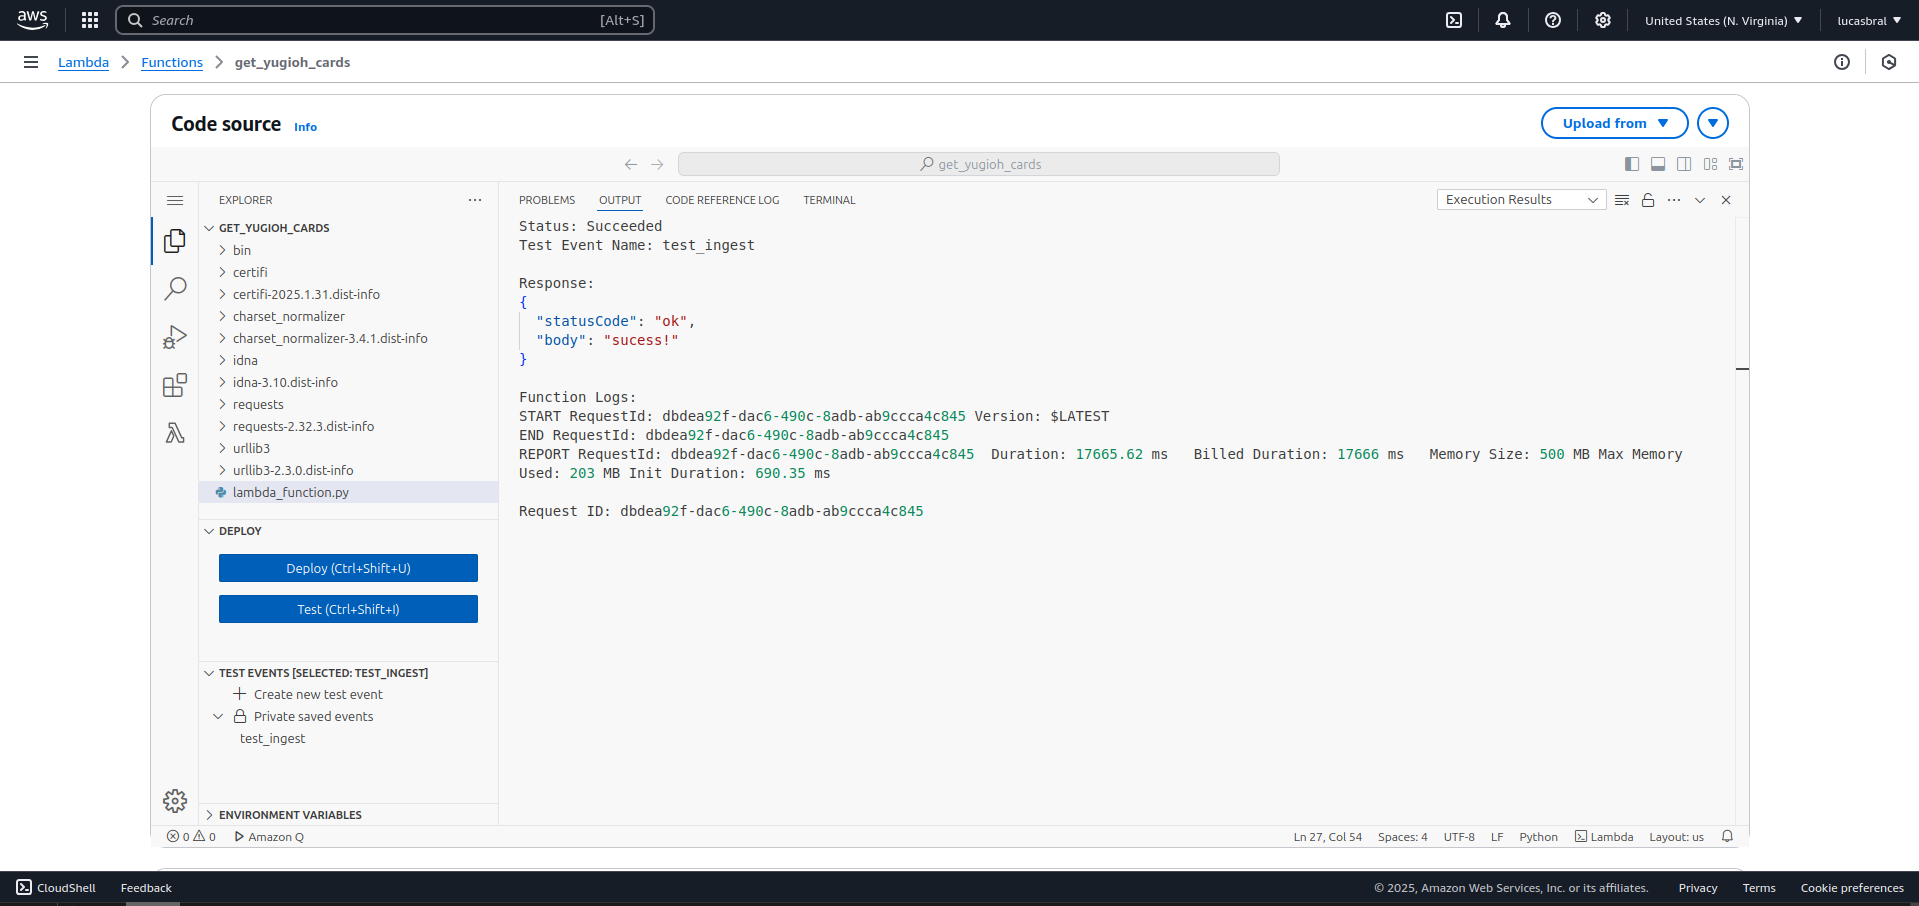 aws
Search [Alt+S]
United States (N. Virginia)
lucasbral
Lambda
Functions
get_yugioh_cards
Code source Info
Upload from
get_yugioh_cards
EXPLORER
GET_YUGIOH_CARDS
bin
certifi
certifi-2025.1.31.dist-info
charset_normalizer
charset_normalizer-3.4.1.dist-info
idna
idna-3.10.dist-info
requests
requests-2.32.3.dist-info
urllib3
urllib3-2.3.0.dist-info
lambda_function.py
DEPLOY
Deploy (Ctrl+Shift+U)
Test (Ctrl+Shift+I)
TEST EVENTS [SELECTED: TEST_INGEST]
Create new test event
Private saved events
test_ingest
ENVIRONMENT VARIABLES
PROBLEMS OUTPUT CODE REFERENCE LOG TERMINAL
Execution Results
Status: Succeeded
Test Event Name: test_ingest
Response:
{
"statusCode": "ok",
"body": "sucess!"
}
Function Logs:
START RequestId: dbdea92f-dac6-490c-8adb-ab9ccca4c845 Version: $LATEST
END RequestId: dbdea92f-dac6-490c-8adb-ab9ccca4c845
REPORT RequestId: dbdea92f-dac6-490c-8adb-ab9ccca4c845 Duration: 17665.62 ms Billed Duration: 17666 ms Memory Size: 500 MB Max Memory
Used: 203 MB Init Duration: 690.35 ms
Request ID: dbdea92f-dac6-490c-8adb-ab9ccca4c845
0 0 Amazon Q
Ln 27, Col 54 Spaces: 4 UTF-8 LF Python Lambda Layout: us
CloudShell Feedback
© 2025, Amazon Web Services, Inc. or its affiliates. Privacy Terms Cookie preferences